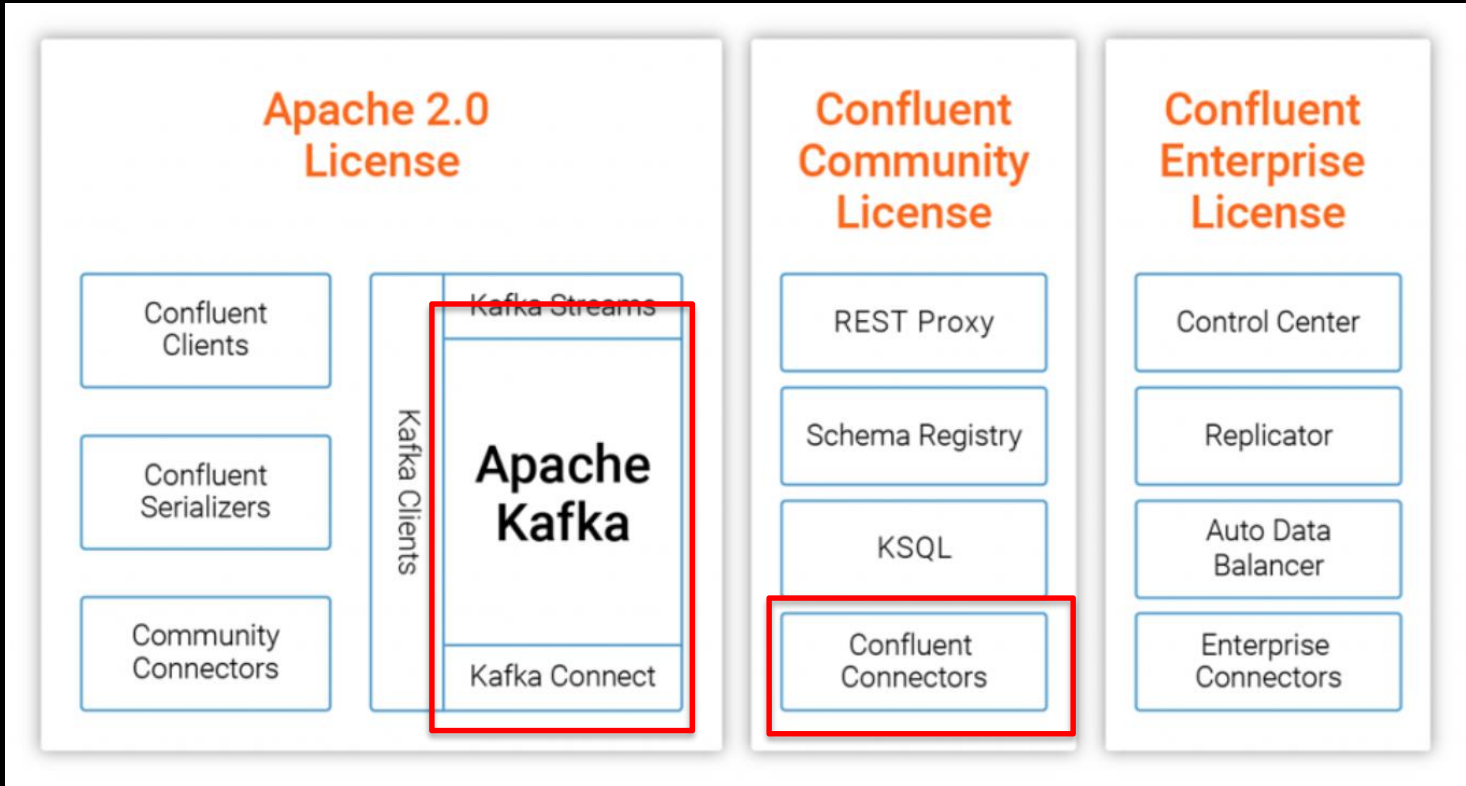 Apache 2.0
License
Confluent
Clients
Confluent
Serializers
Community
Connectors
Kafka Clients
Kafka Streams
Apache
Kafka
Kafka Connect
Confluent
Community
License
REST Proxy
Schema Registry
KSQL
Confluent
Connectors
Confluent
Enterprise
License
Control Center
Replicator
Auto Data
Balancer
Enterprise
Connectors